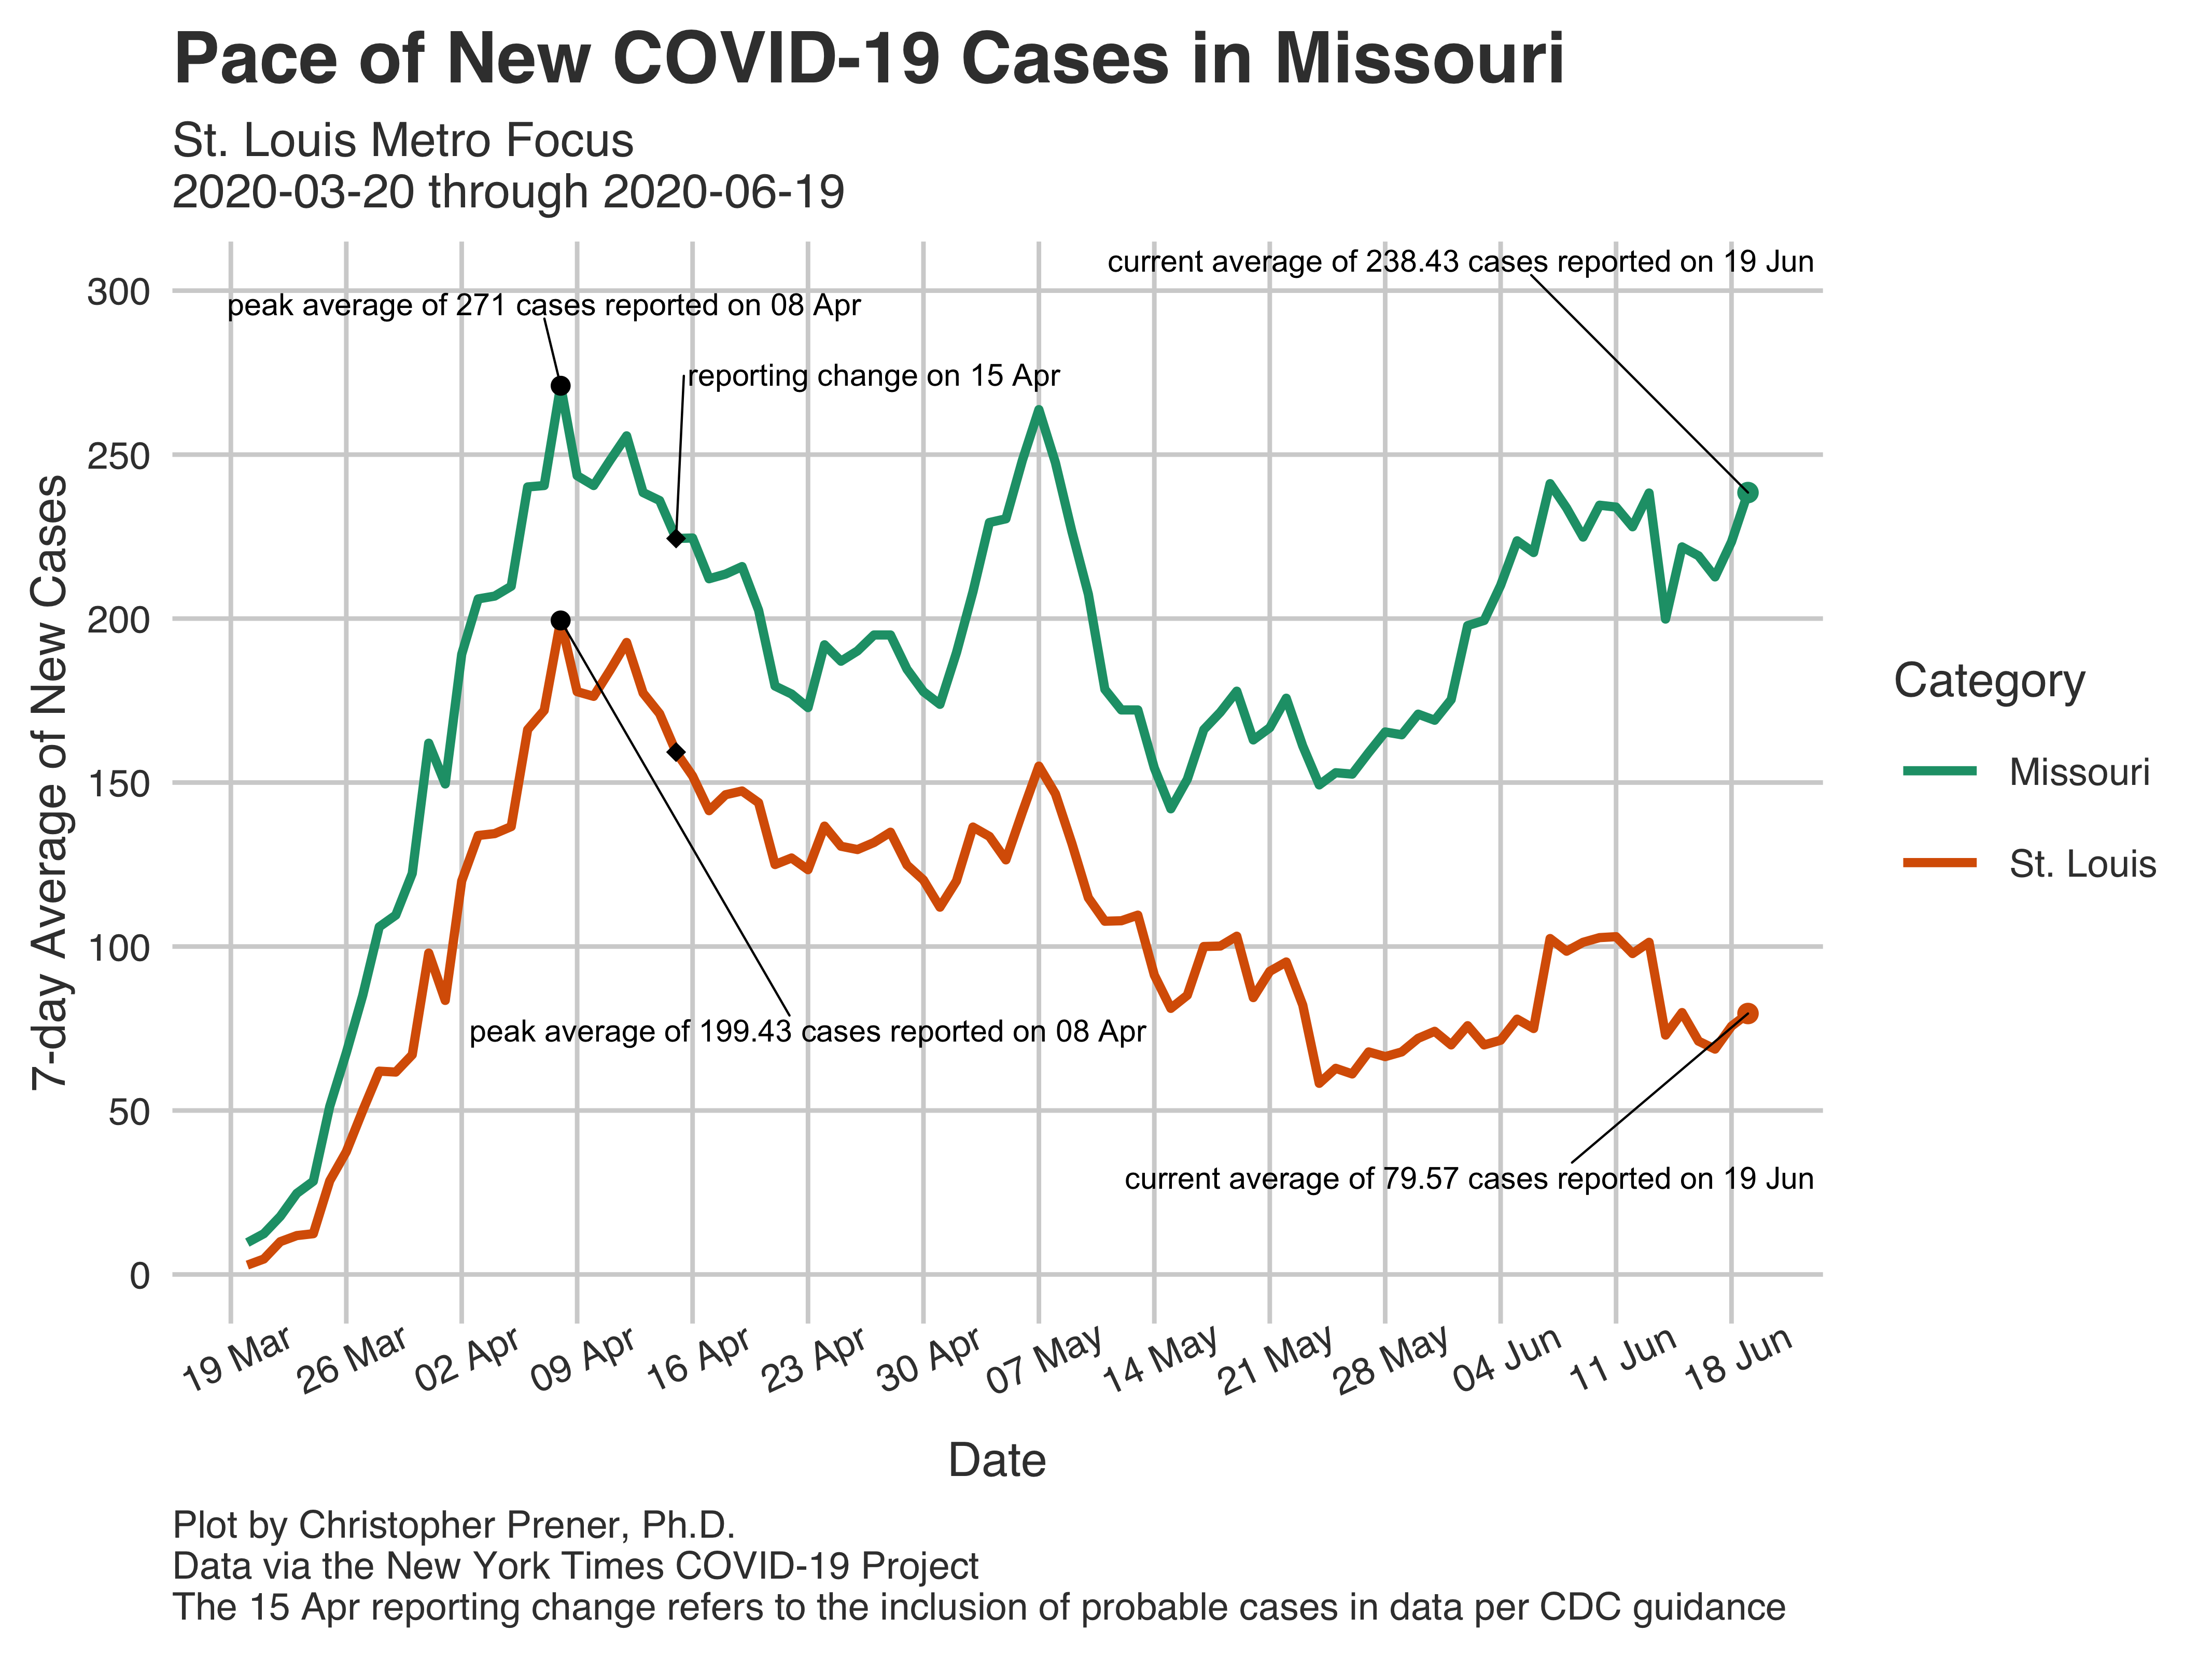 Pace of New COVID-19 Cases in Missouri
St. Louis Metro Focus
2020-03-20 through 2020-06-19
current average of 238.43 cases reported on 19 Jun
peak average of 271 cases reported on 08 Apr
reporting change on 15 Apr
peak average of 199.43 cases reported on 08 Apr
current average of 79.57 cases reported on 19 Jun
7-day Average of New Cases
300
250
200
150
100
50
0
19 Mar
26 Mar
02 Apr
09 Apr
16 Apr
23 Apr
30 Apr
07 May
14 May
21 May
28 May
04 Jun
11 Jun
18 Jun
Date
Category
Missouri
St. Louis
Plot by Christopher Prener, Ph.D.
Data via the New York Times COVID-19 Project
The 15 Apr reporting change refers to the inclusion of probable cases in data per CDC guidance